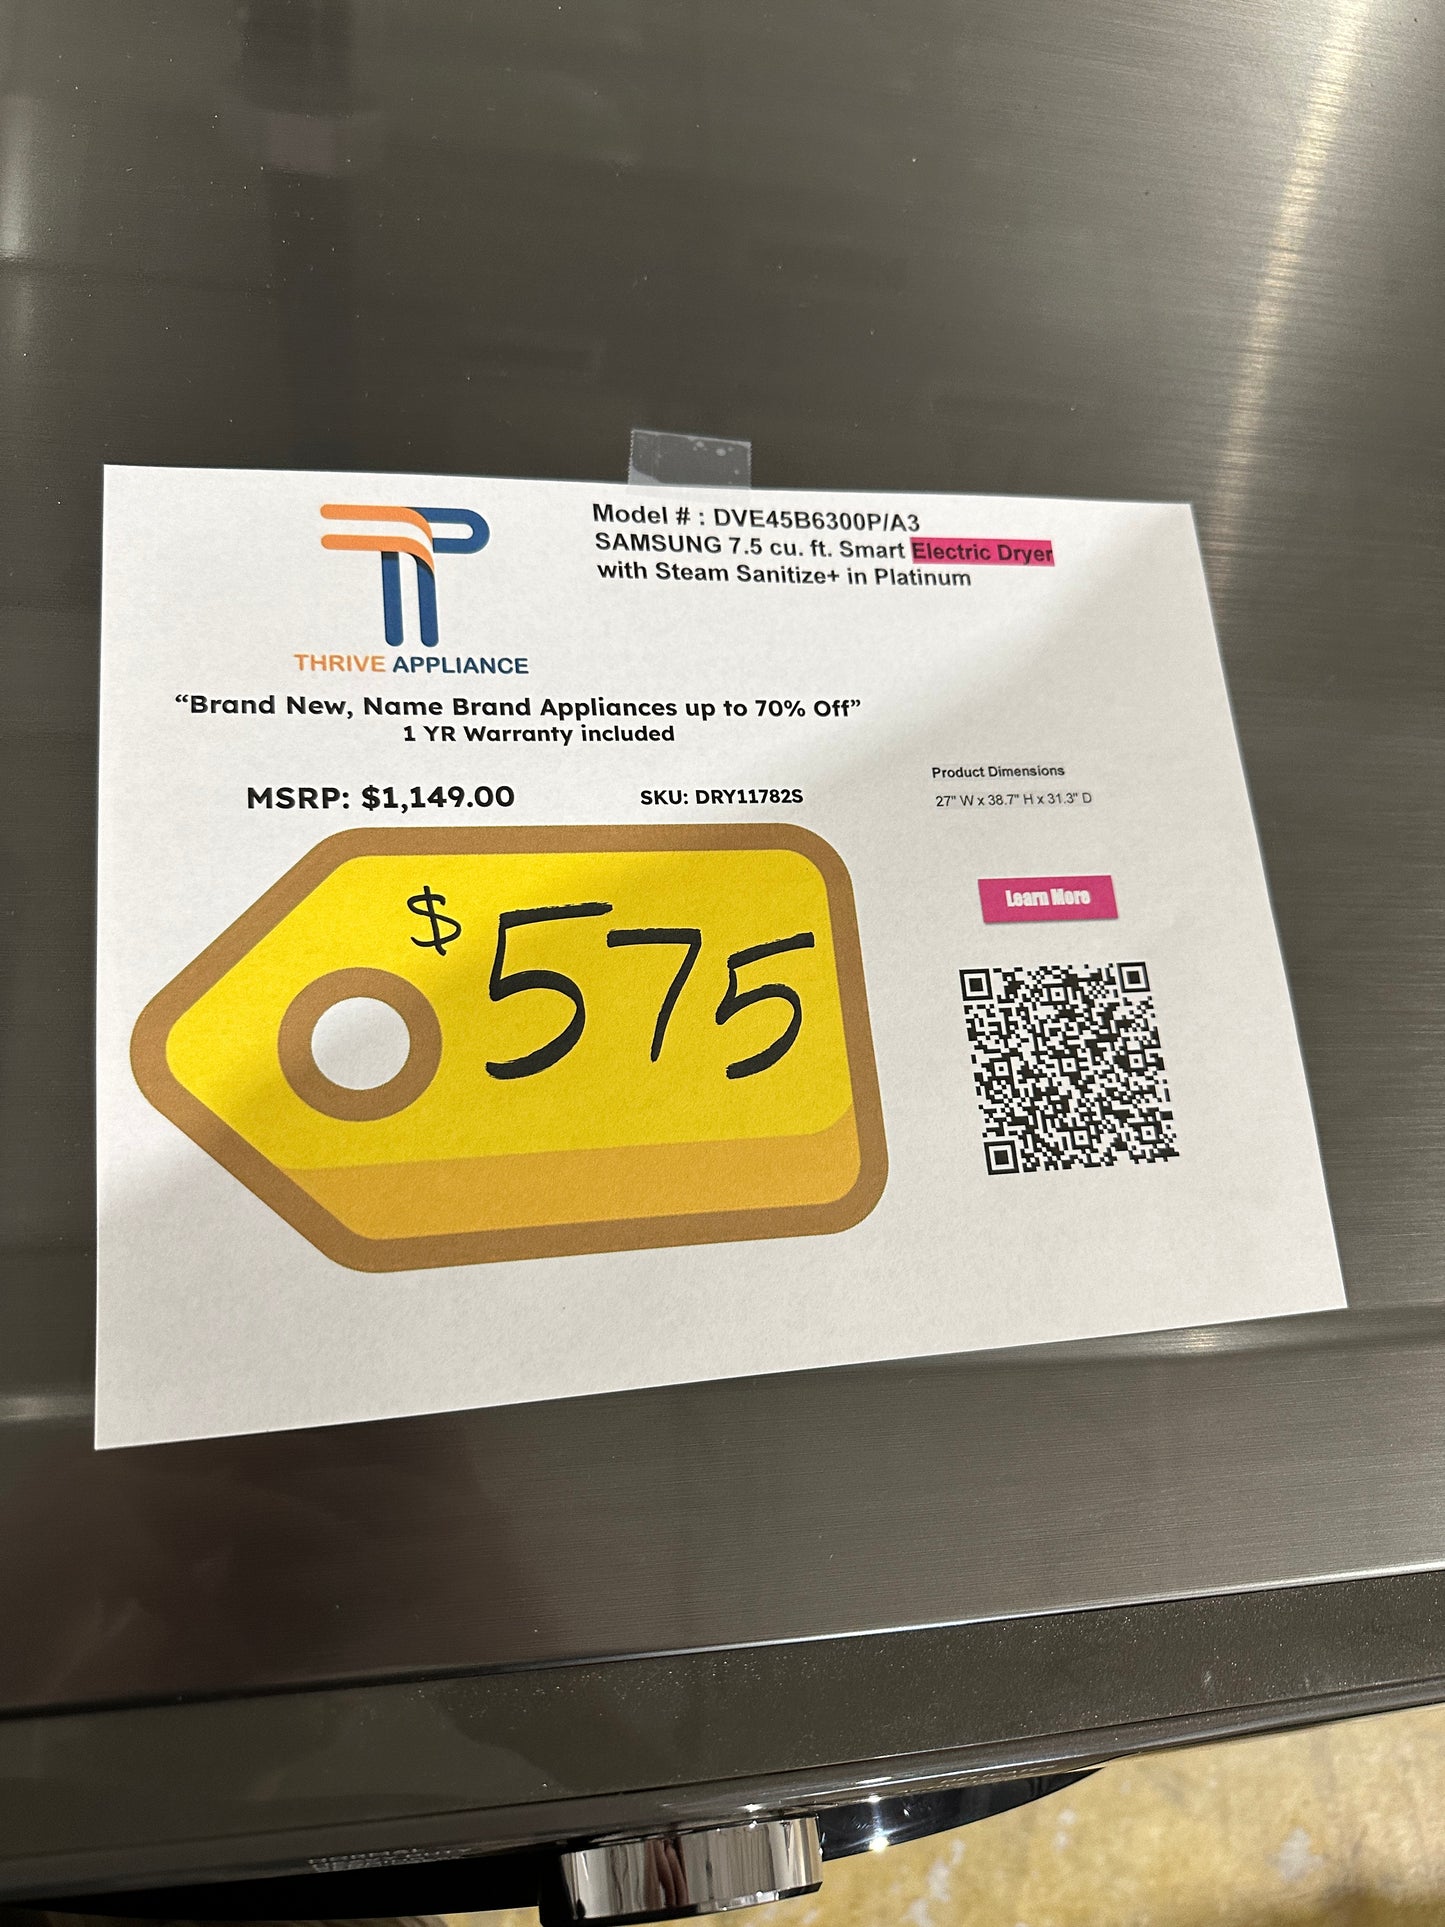 Model # : DVE45B6300P/A3
SAMSUNG 7.5 cu. ft. Smart Electric Dryer
with Steam Sanitize+ in Platinum
THRIVE APPLIANCE
“Brand New, Name Brand Appliances up to 70% Off”
1 YR Warranty included
MSRP: $1,149.00
SKU: DRY11782S
Product Dimensions
27" W x 38.7" H x 31.3" D
Learn More
$575